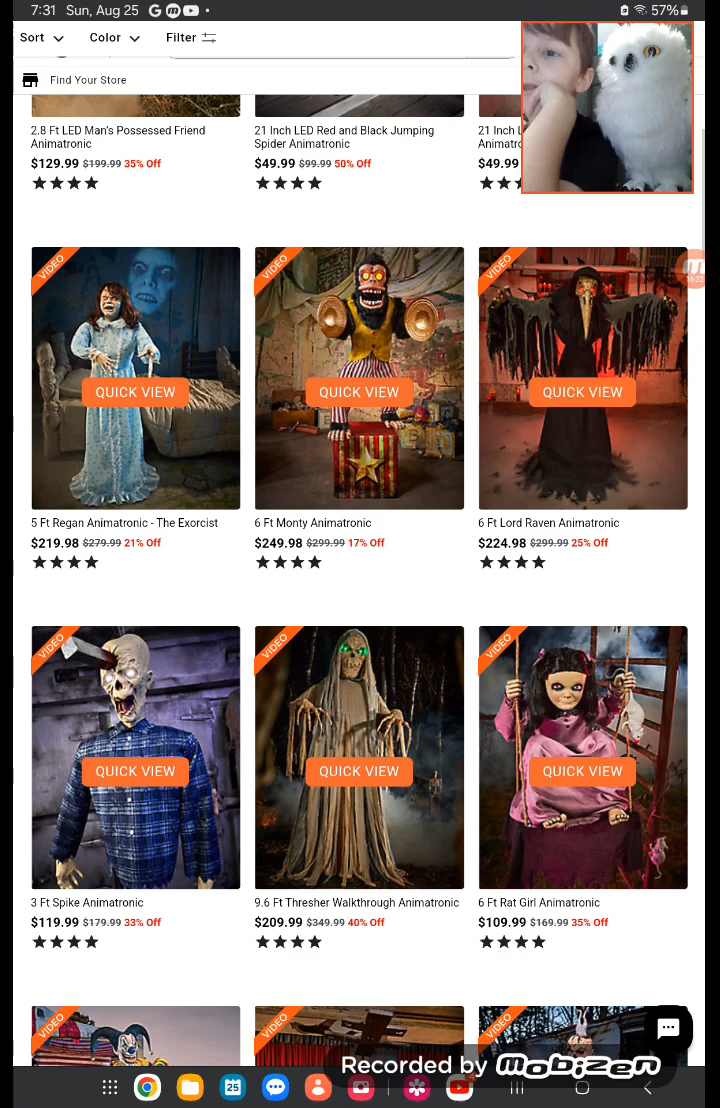 7:31 Sun, Aug 25
57%
Sort Color Filter
Find Your Store
16:22
2.8 Ft LED Man's Possessed Friend
Animatronic
$129.99 $199.99 35% Off
21 Inch LED Red and Black Jumping
Spider Animatronic
$49.99 $99.99 50% Off
21 Inch
$49.99
VIDEO
QUICK VIEW
5 Ft Regan Animatronic - The Exorcist
$219.98 $279.99 21% Off
VIDEO
QUICK VIEW
6 Ft Monty Animatronic
$249.98 $299.99 17% Off
VIDEO
QUICK VIEW
6 Ft Lord Raven Animatronic
$224.98 $299.99 25% Off
VIDEO
QUICK VIEW
3 Ft Spike Animatronic
$119.99 $179.99 33% Off
VIDEO
QUICK VIEW
9.6 Ft Thresher Walkthrough Animatronic
$209.99 $349.99 40% Off
VIDEO
QUICK VIEW
6 Ft Rat Girl Animatronic
$109.99 $169.99 35% Off
VIDEO
VIDEO
VIDEO
Recorded by mobizen
25